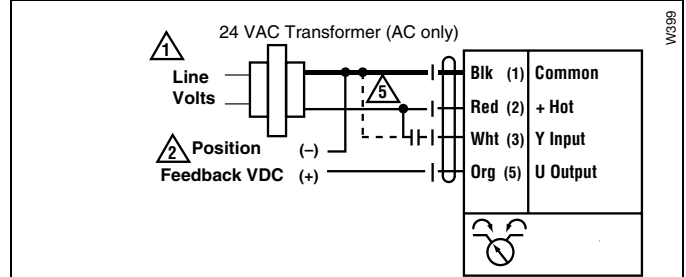 24 VAC Transformer (AC only)
W399
1
Line
Volts
5
Blk (1) Common
Red (2) + Hot
Wht (3) Y Input
2 Position (–)
Feedback VDC (+)
Org (5) U Output